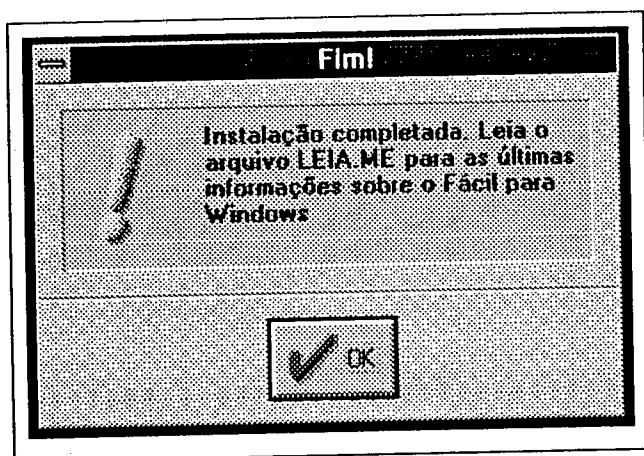 Fim!
Instalação completada. Leia o
arquivo LEIA.ME para as últimas
informações sobre o Fácil para
Windows
OK